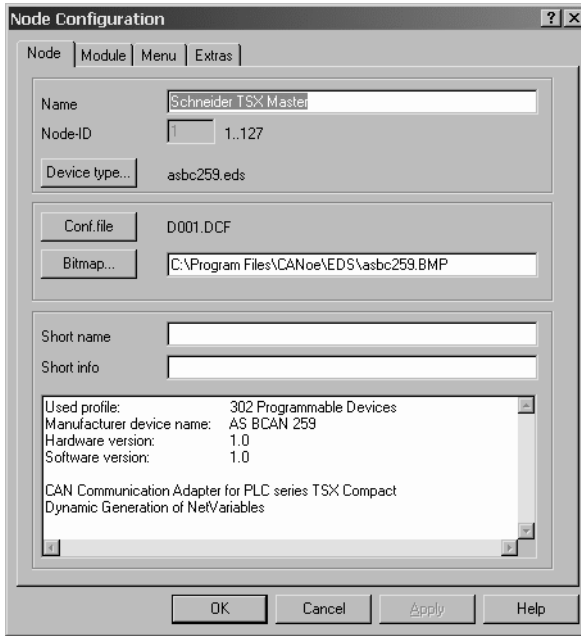 Node Configuration
? X
Node Module Menu Extras
Name Schneider TSX Master
Node-ID 1 1..127
Device type... asbc259.eds
Conf.file D001.DCF
Bitmap... C:\Program Files\CANoe\EDS\asbc259.BMP
Short name
Short info
Used profile: 302 Programmable Devices
Manufacturer device name: AS BCAN 259
Hardware version: 1.0
Software version: 1.0
CAN Communication Adapter for PLC series TSX Compact
Dynamic Generation of NetVariables
OK Cancel Apply Help